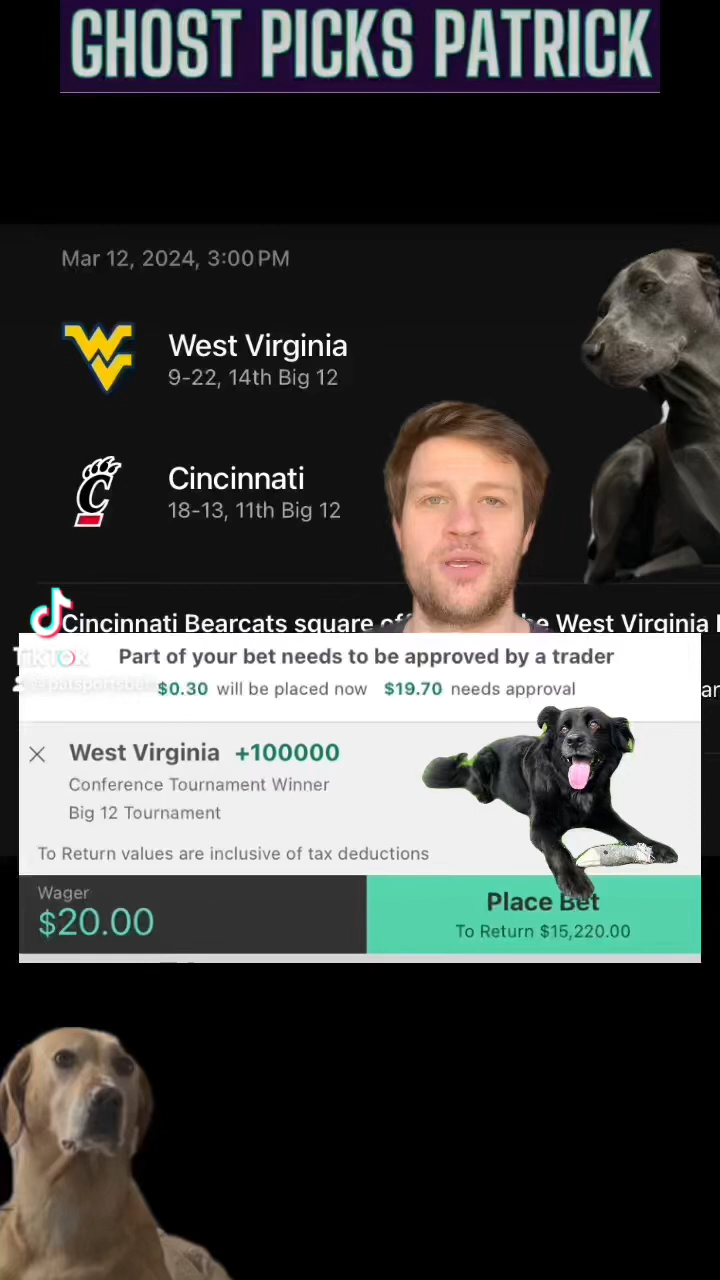 GHOST PICKS PATRICK
Mar 12, 2024, 3:00 PM
West Virginia
9-22, 14th Big 12
Cincinnati
18-13, 11th Big 12
Cincinnati Bearcats square West Virginia
Part of your bet needs to be approved by a trader
TikTok
$0.30 will be placed now $19.70 needs approval
West Virginia +100000
Conference Tournament Winner
Big 12 Tournament
To Return values are inclusive of tax deductions
Wager
$20.00
Place Bet
To Return $15,220.00